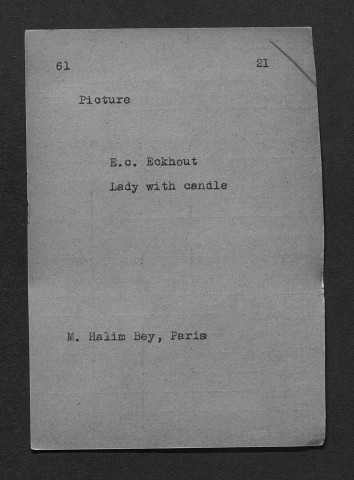 61 21
Picture
E.c. Eckhout
Lady with candle
M. Halim Bey, Paris